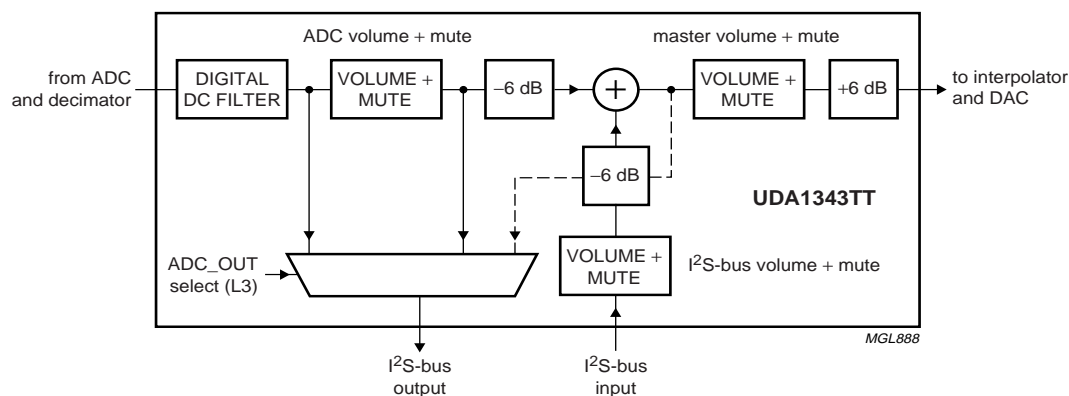 ADC volume + mute
master volume + mute
from ADC
and decimator
DIGITAL
DC FILTER
VOLUME +
MUTE
−6 dB
+
VOLUME +
MUTE
+6 dB
to interpolator
and DAC
−6 dB
UDA1343TT
ADC_OUT
select (L3)
VOLUME +
MUTE
I²S-bus volume + mute
MGL888
I²S-bus
output
I²S-bus
input